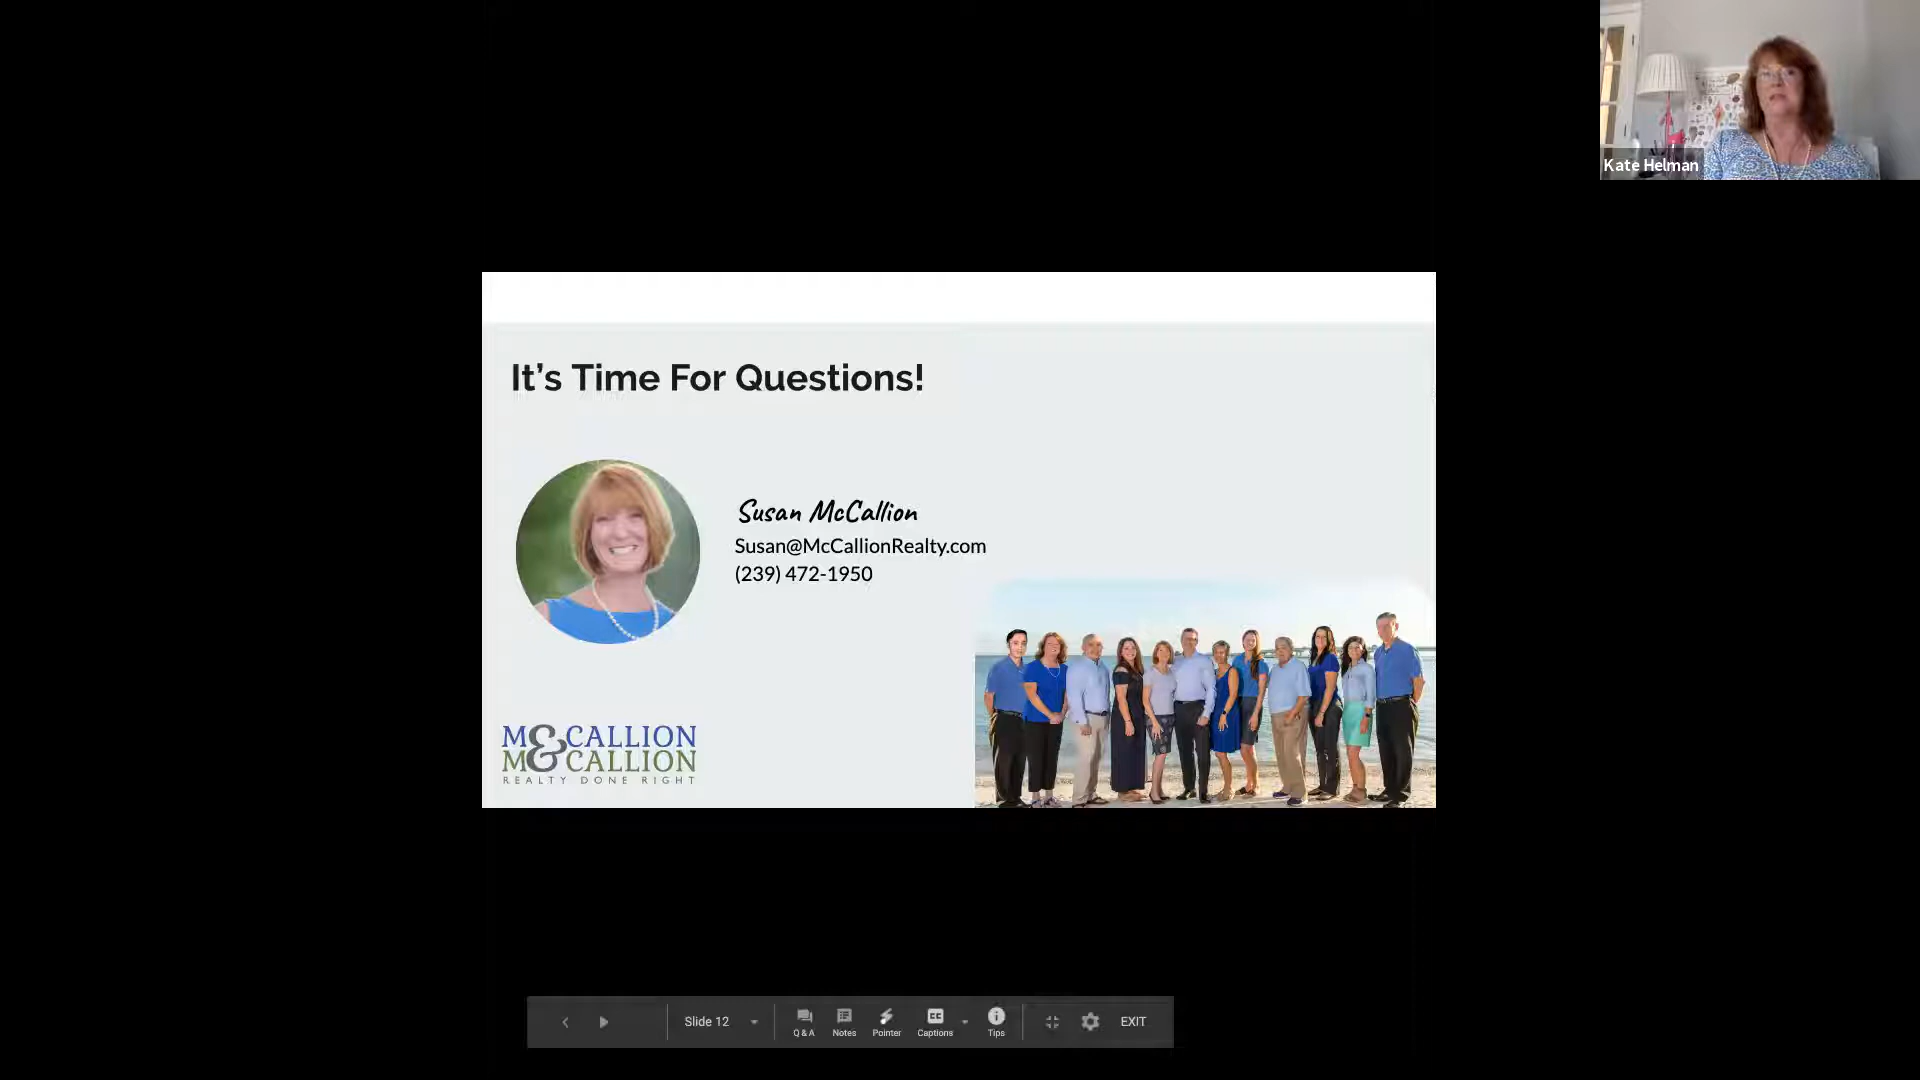 Kate Helman
It's Time For Questions!
Susan McCallion
Susan@McCallionRealty.com
(239) 472-1950
McCALLION
& McCALLION
REALTY DONE RIGHT
Slide 12
Q & A
Notes
Pointer
Captions
Tips
EXIT